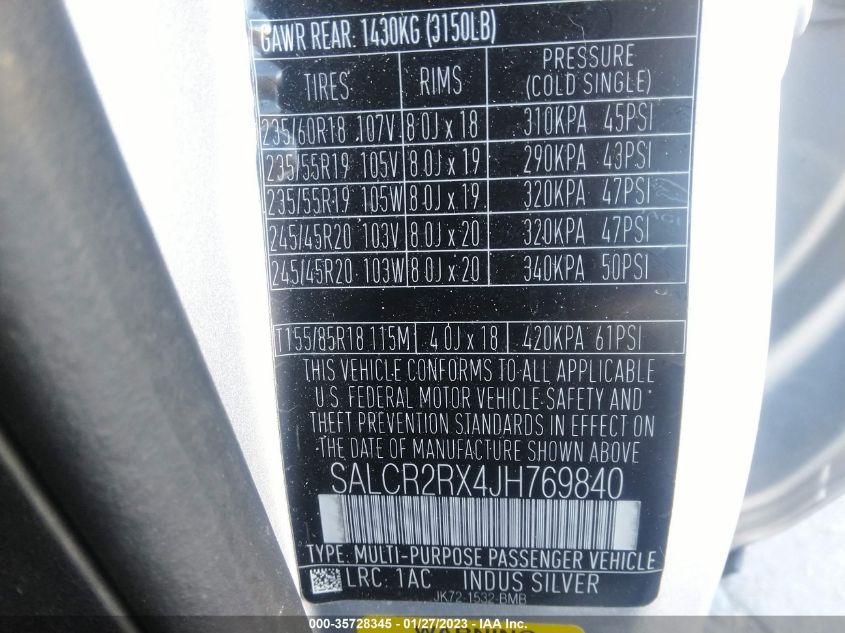 GAWR REAR. 1430KG (3150LB)
TIRES RIMS PRESSURE (COLD SINGLE)
235/60R18 107V 8.0J x 18 310KPA 45PSI
235/55R19 105V 8.0J x 19 290KPA 43PSI
235/55R19 105W 8.0J x 19 320KPA 47PSI
245/45R20 103V 8.0J x 20 320KPA 47PSI
245/45R20 103W 8.0J x 20 340KPA 50PSI
T155/85R18 115M 4.0J x 18 420KPA 61PSI
THIS VEHICLE CONFORMS TO ALL APPLICABLE
U.S. FEDERAL MOTOR VEHICLE SAFETY AND
THEFT PREVENTION STANDARDS IN EFFECT ON
THE DATE OF MANUFACTURE SHOWN ABOVE
SALCR2RX4JH769840
TYPE: MULTI-PURPOSE PASSENGER VEHICLE
LRC: 1AC INDUS SILVER
JK72-1532-BMB
WARNING
000-35728345 - 01/27/2023 - IAA Inc.